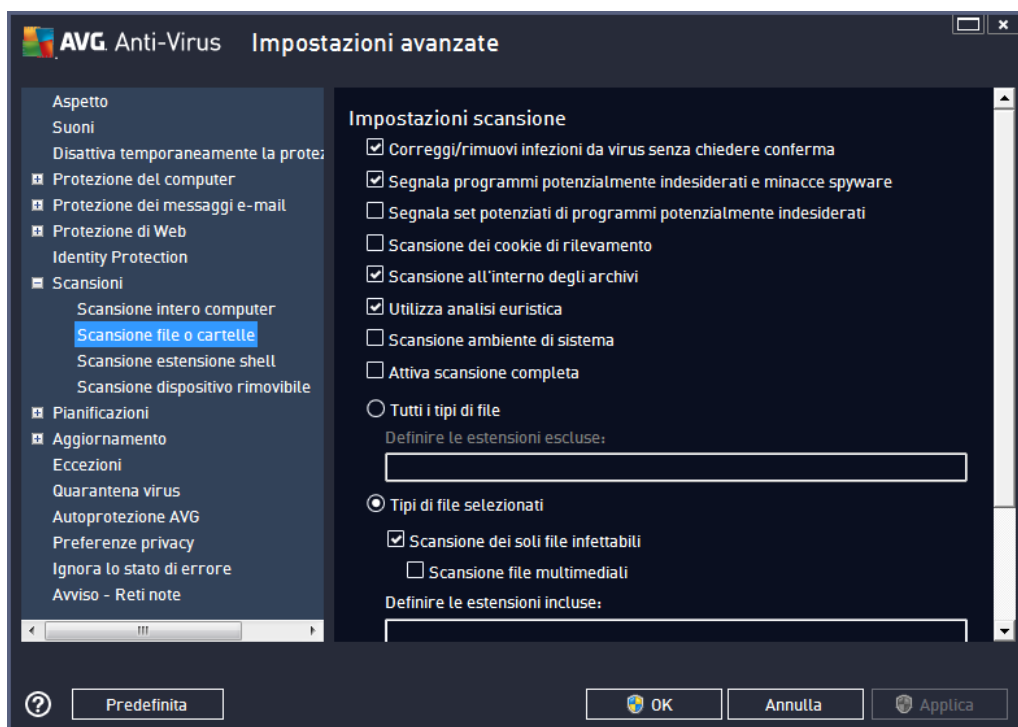 AVG. Anti-Virus Impostazioni avanzate
Aspetto
Suoni
Disattiva temporaneamente la protez
Protezione del computer
Protezione dei messaggi e-mail
Protezione di Web
Identity Protection
Scansioni
Scansione intero computer
Scansione file o cartelle
Scansione estensione shell
Scansione dispositivo rimovibile
Pianificazioni
Aggiornamento
Eccezioni
Quarantena virus
Autoprotezione AVG
Preferenze privacy
Ignora lo stato di errore
Avviso - Reti note
Impostazioni scansione
Correggi/rimuovi infezioni da virus senza chiedere conferma
Segnala programmi potenzialmente indesiderati e minacce spyware
Segnala set potenziati di programmi potenzialmente indesiderati
Scansione dei cookie di rilevamento
Scansione all'interno degli archivi
Utilizza analisi euristica
Scansione ambiente di sistema
Attiva scansione completa
Tutti i tipi di file
Definire le estensioni escluse:
Tipi di file selezionati
Scansione dei soli file infettabili
Scansione file multimediali
Definire le estensioni incluse:
? Predefinita OK Annulla Applica